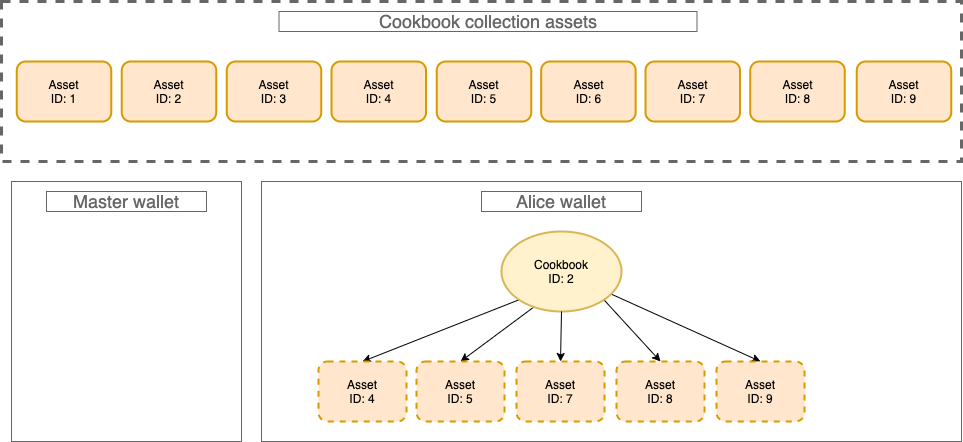 Cookbook collection assets
Asset
ID: 1
Asset
ID: 2
Asset
ID: 3
Asset
ID: 4
Asset
ID: 5
Asset
ID: 6
Asset
ID: 7
Asset
ID: 8
Asset
ID: 9
Master wallet
Alice wallet
Cookbook
ID: 2
Asset
ID: 4
Asset
ID: 5
Asset
ID: 7
Asset
ID: 8
Asset
ID: 9